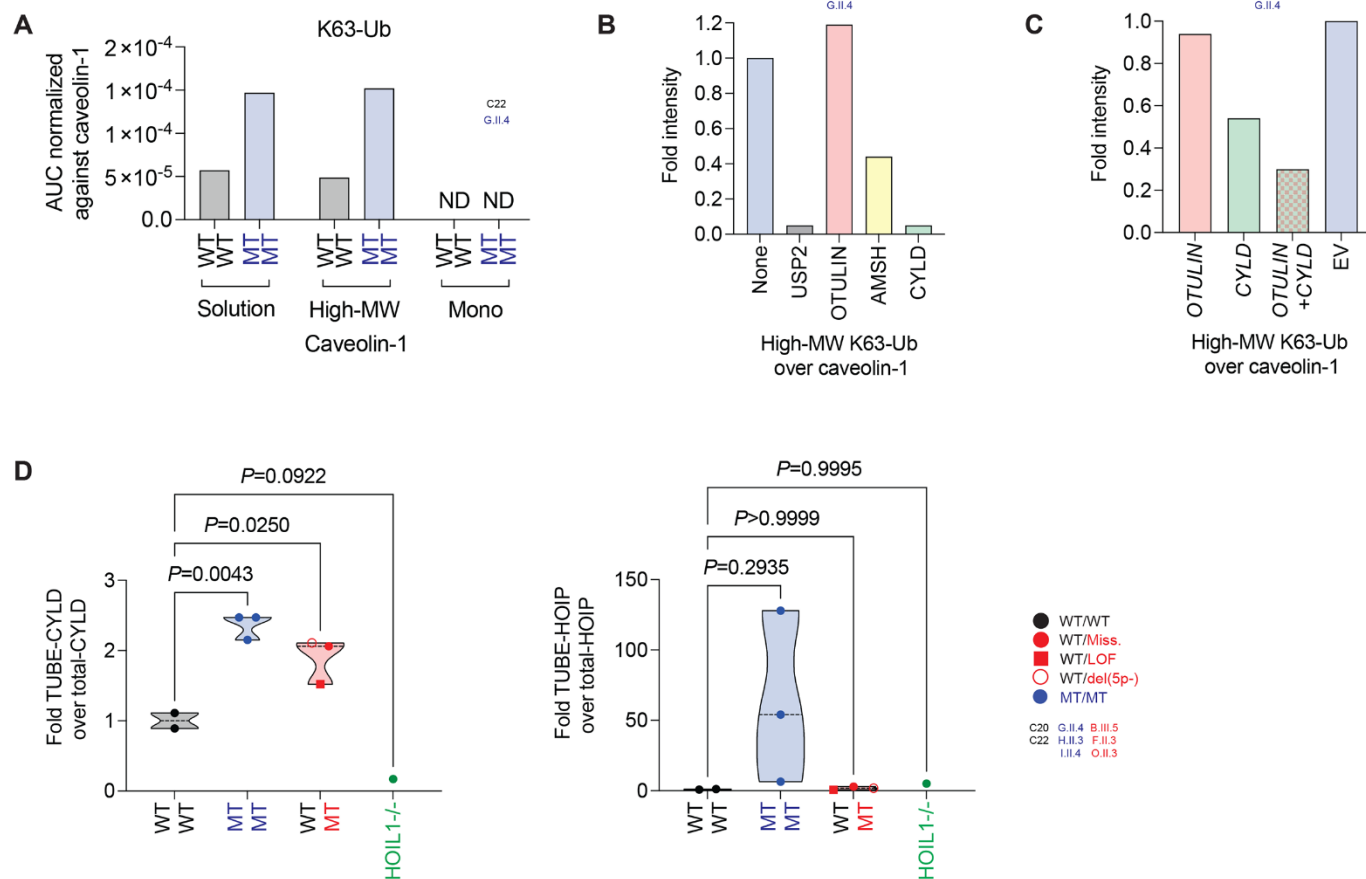 A
K63-Ub
AUC normalized
against caveolin-1
2×10⁻⁴
1×10⁻⁴
1×10⁻⁴
5×10⁻⁵
0.0
C22
G.II.4
ND ND
WT WT
MT MT
WT WT
MT MT
WT WT
MT MT
Solution High-MW Mono
Caveolin-1
B
G.II.4
Fold intensity
1.2
1.0
0.8
0.6
0.4
0.2
0.0
None
USP2
OTULIN
AMSH
CYLD
High-MW K63-Ub
over caveolin-1
C
G.II.4
Fold intensity
1.0
0.8
0.6
0.4
0.2
0.0
OTULIN
CYLD
OTULIN
+CYLD
EV
High-MW K63-Ub
over caveolin-1
D
P=0.0922
P=0.0250
P=0.0043
Fold TUBE-CYLD
over total-CYLD
3
2
1
0
WT WT
MT MT
WT MT
HOIL1-/-
P=0.9995
P>0.9999
P=0.2935
Fold TUBE-HOIP
over total-HOIP
150
100
50
0
WT WT
MT MT
WT MT
HOIL1-/-
WT/WT
WT/Miss.
WT/LOF
WT/del(5p-)
MT/MT
C20 G.II.4 B.III.5
C22 H.II.3 F.II.3
I.II.4 O.II.3